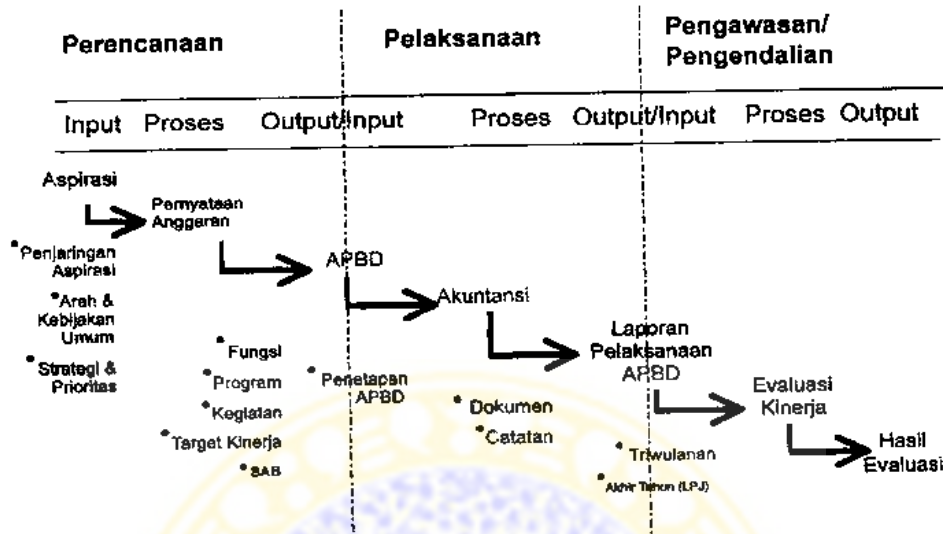 Perencanaan
Pelaksanaan
Pengawasan/
Pengendalian
Input Proses Output/Input Proses Output/Input Proses Output
Aspirasi
Pernyataan
Anggaran
• Penjaringan
Aspirasi
• Arah &
Kebijakan
Umum
• Strategi &
Prioritas
APBD
Akuntansi
• Fungsi
• Program
• Kegiatan
• Target Kinerja
• SAB
• Penetapan
APBD
Laporan
Pelaksanaan
APBD
• Dokumen
• Catatan
Evaluasi
Kinerja
• Triwulanan
• Akhir Tahun (LPJ)
Hasil
Evaluasi